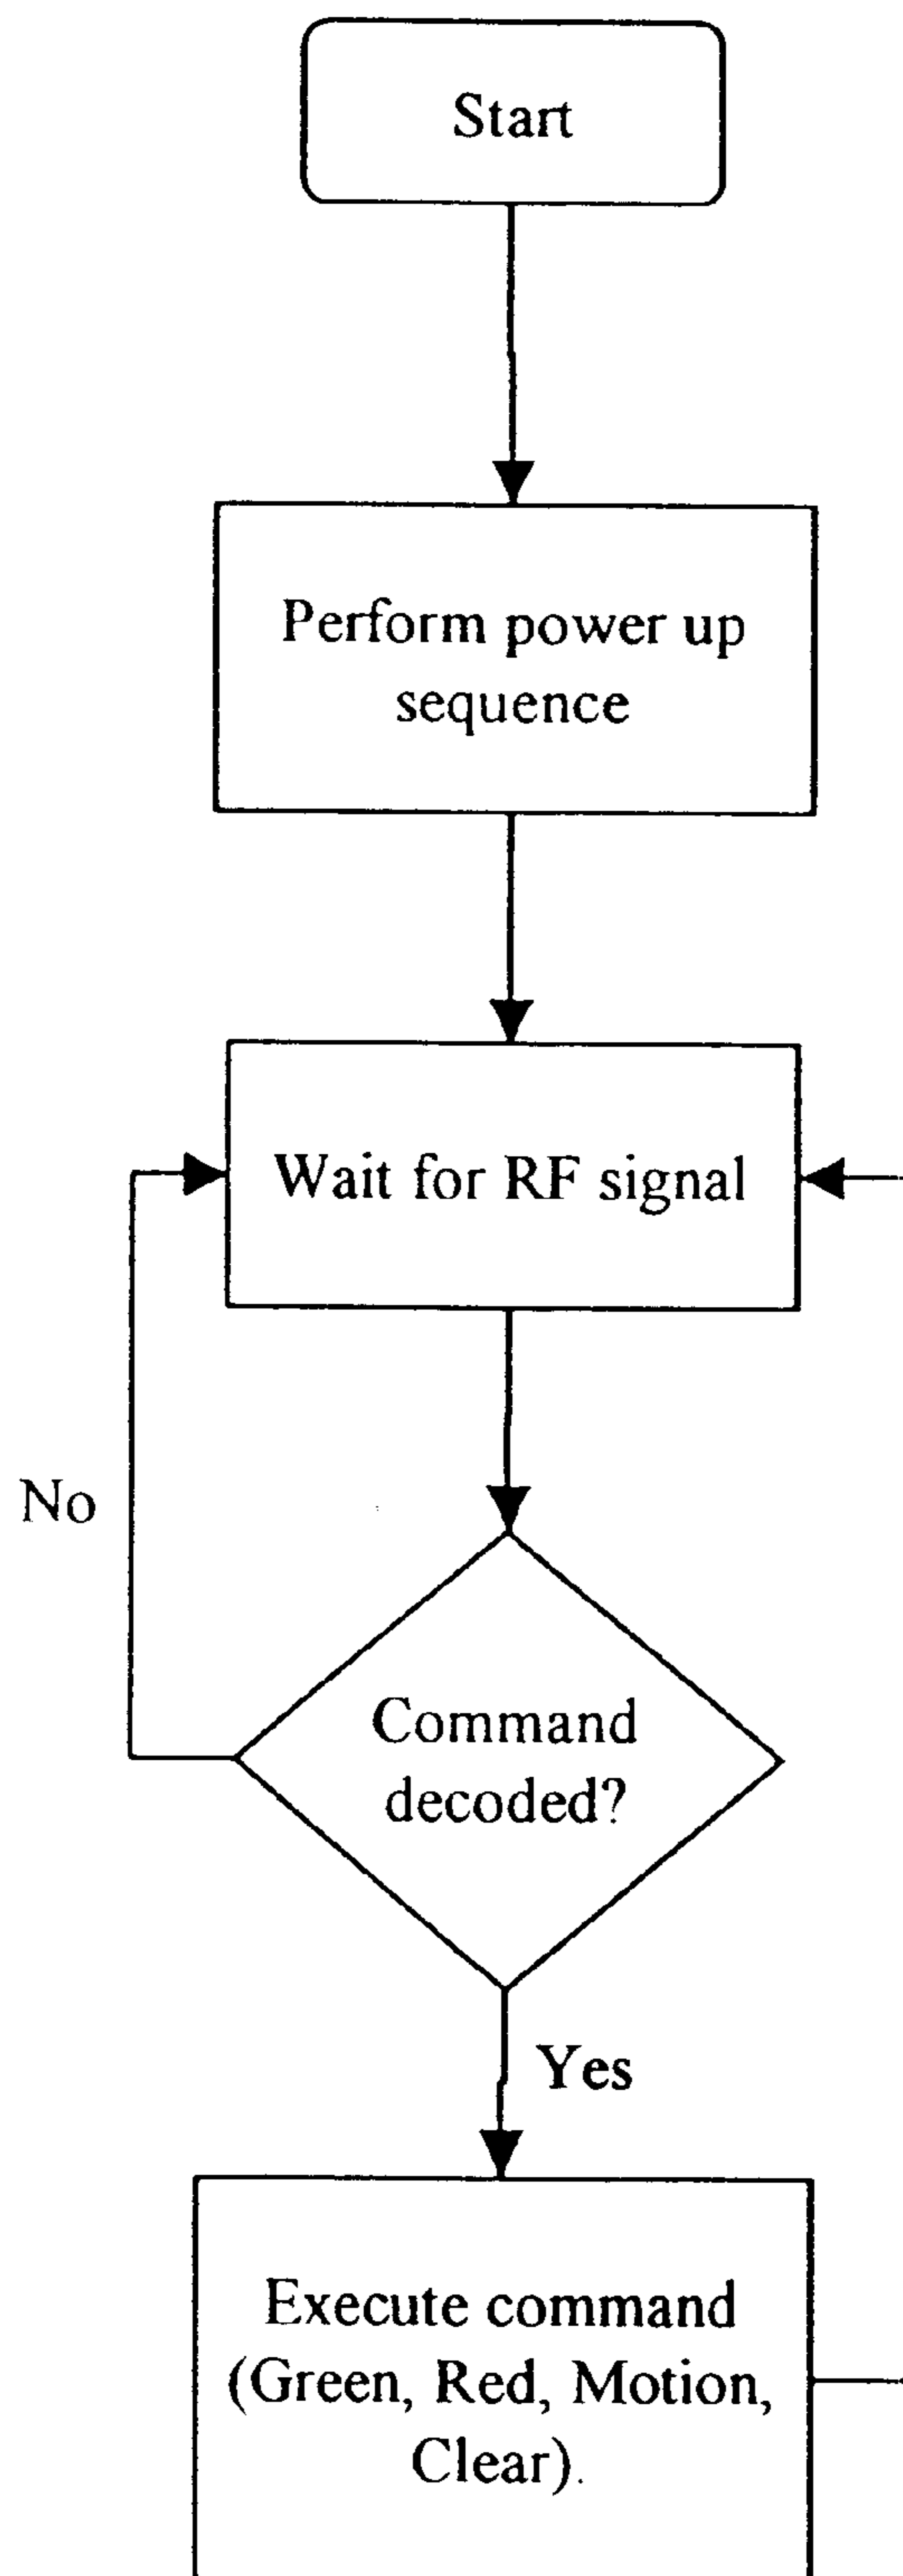 Start
Perform power up
sequence
Wait for RF signal
No
Command
decoded?
Yes
Execute command
(Green, Red, Motion,
Clear).